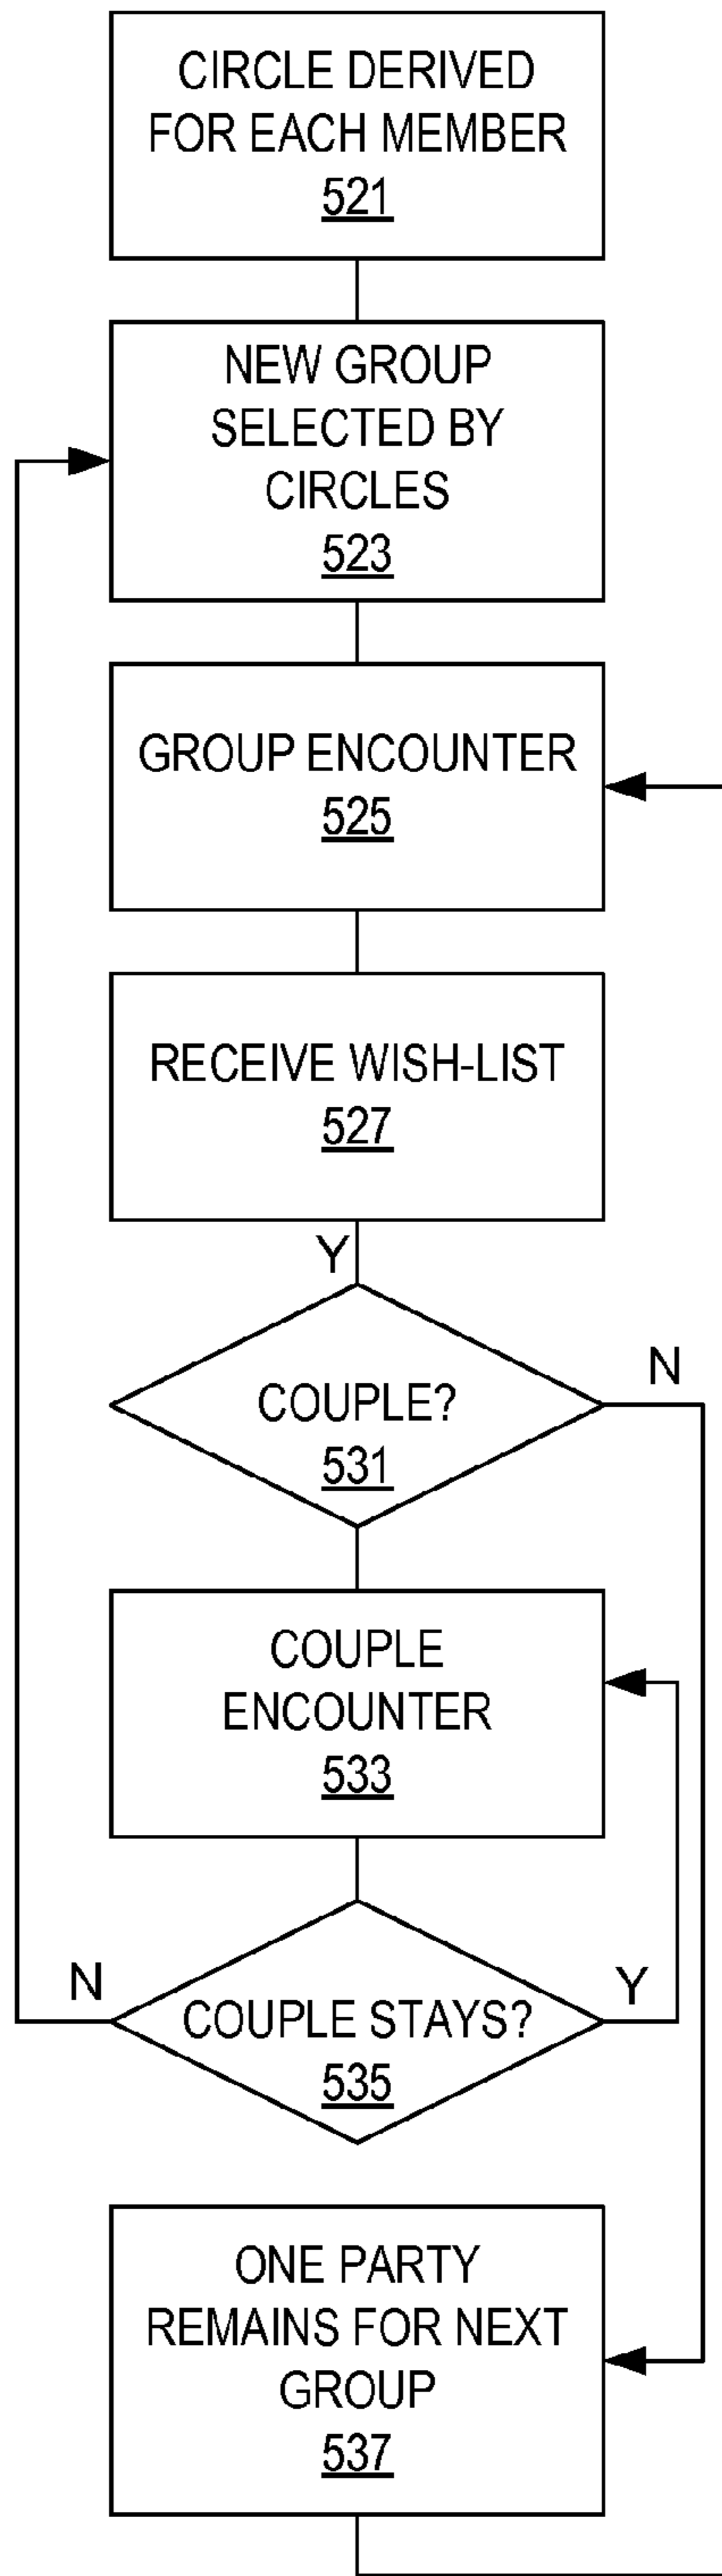 CIRCLE DERIVED
FOR EACH MEMBER
521
NEW GROUP
SELECTED BY
CIRCLES
523
GROUP ENCOUNTER
525
RECEIVE WISH-LIST
527
Y
COUPLE?
531
N
COUPLE
ENCOUNTER
533
N
COUPLE STAYS?
535
Y
ONE PARTY
REMAINS FOR NEXT
GROUP
537